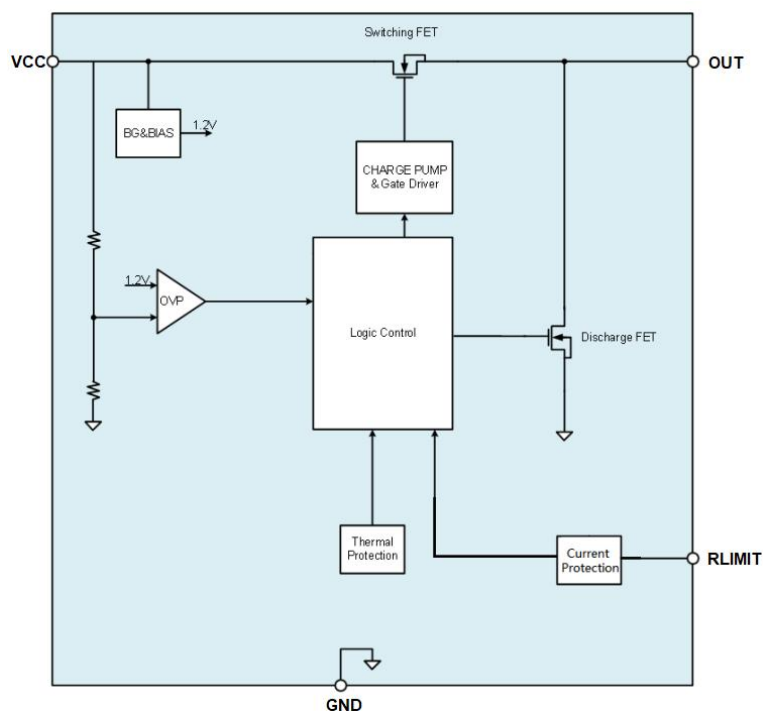 Switching FET
VCC
OUT
BG&BIAS
1.2V
CHARGE PUMP
& Gate Driver
1.2V
OVP
Logic Control
Discharge FET
Thermal
Protection
Current
Protection
RLIMIT
GND